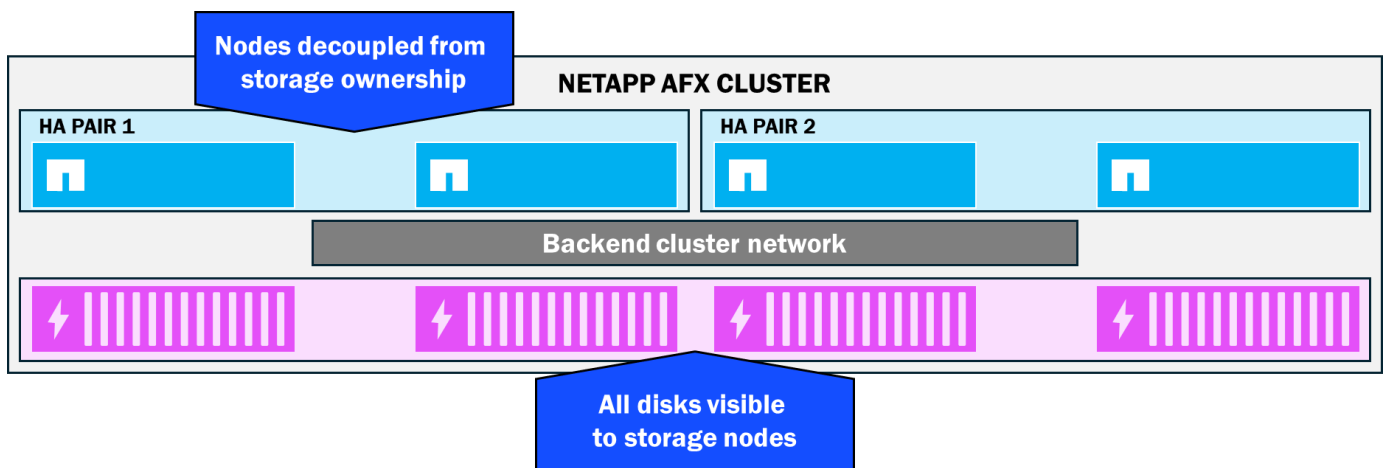 Nodes decoupled from
storage ownership
NETAPP AFX CLUSTER
HA PAIR 1
HA PAIR 2
Backend cluster network
All disks visible
to storage nodes